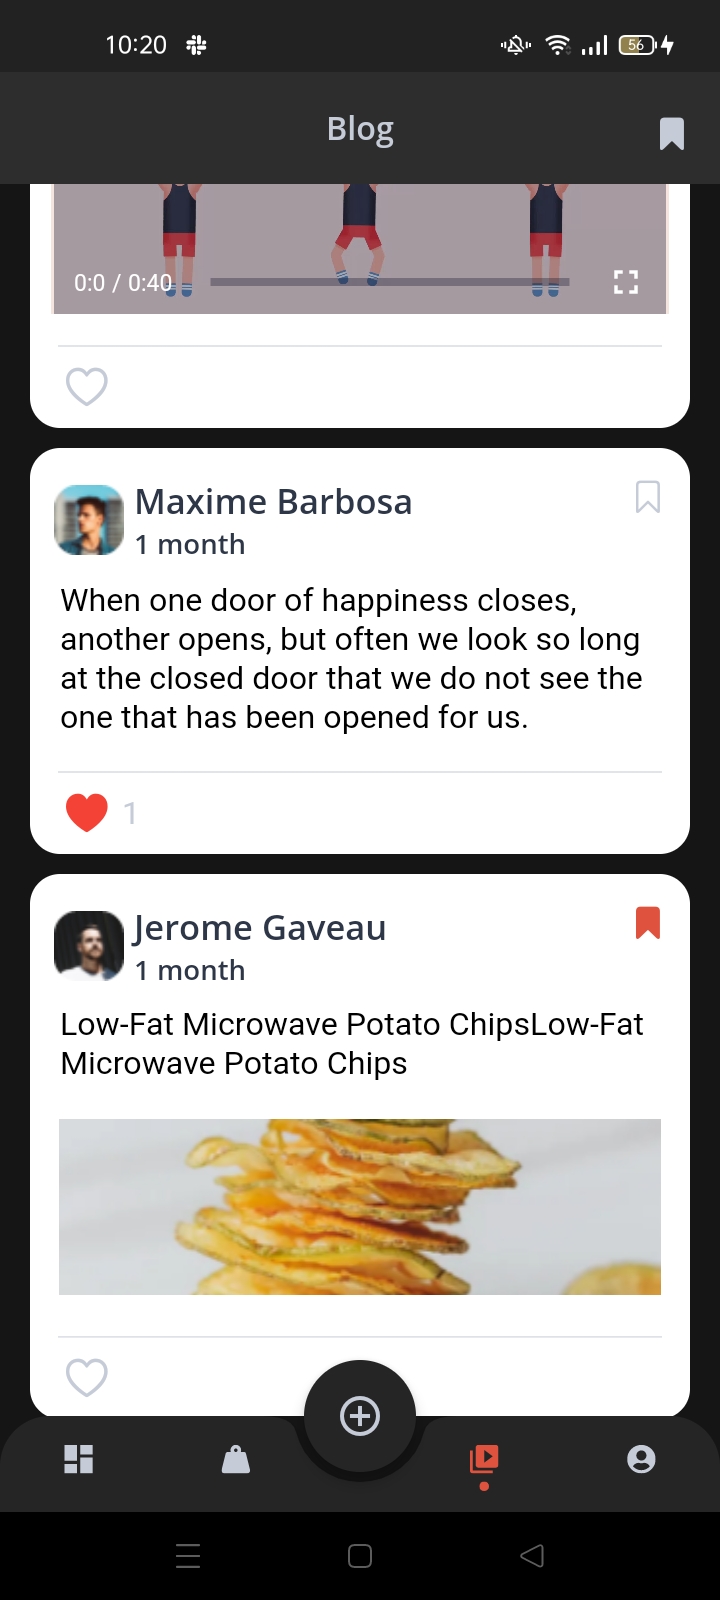 10:20
56
Blog
0:0 / 0:40
Maxime Barbosa
1 month
When one door of happiness closes,
another opens, but often we look so long
at the closed door that we do not see the
one that has been opened for us.
1
Jerome Gaveau
1 month
Low-Fat Microwave Potato ChipsLow-Fat
Microwave Potato Chips